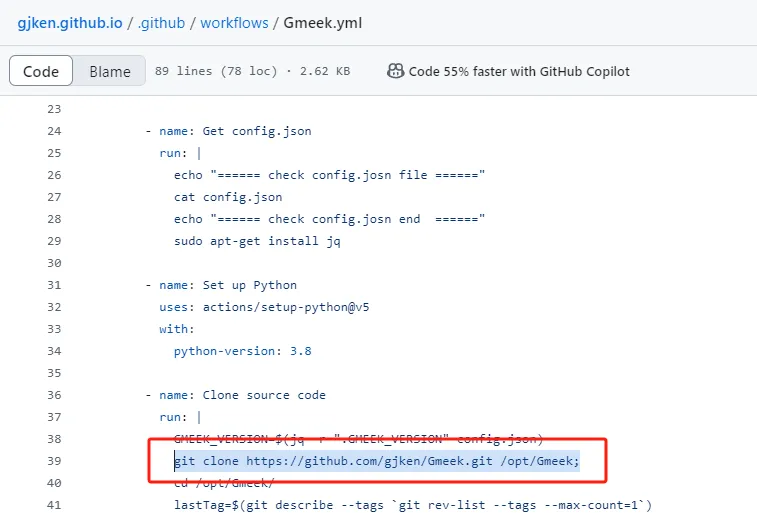 gjken.github.io / .github / workflows / Gmeek.yml
Code Blame 89 lines (78 loc) · 2.62 KB Code 55% faster with GitHub Copilot
23
24 - name: Get config.json
25 run: |
26 echo "====== check config.josn file ======"
27 cat config.json
28 echo "====== check config.josn end  ======"
29 sudo apt-get install jq
30
31 - name: Set up Python
32 uses: actions/setup-python@v5
33 with:
34 python-version: 3.8
35
36 - name: Clone source code
37 run: |
38 GMEEK_VERSION=$(jq -r ".GMEEK_VERSION" config.json)
39 git clone https://github.com/gjken/Gmeek.git /opt/Gmeek;
40 cd /opt/Gmeek/
41 lastTag=$(git describe --tags `git rev-list --tags --max-count=1`)